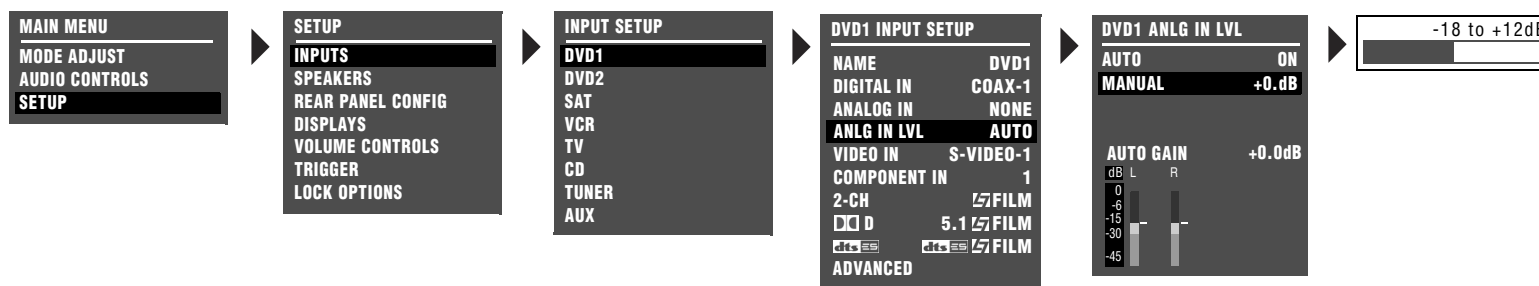 MAIN MENU
MODE ADJUST
AUDIO CONTROLS
SETUP
SETUP
INPUTS
SPEAKERS
REAR PANEL CONFIG
DISPLAYS
VOLUME CONTROLS
TRIGGER
LOCK OPTIONS
INPUT SETUP
DVD1
DVD2
SAT
VCR
TV
CD
TUNER
AUX
DVD1 INPUT SETUP
NAME DVD1
DIGITAL IN COAX-1
ANALOG IN NONE
ANLG IN LVL AUTO
VIDEO IN S-VIDEO-1
COMPONENT IN 1
2-CH FILM
D 5.1 FILM
dts ES dts ES FILM
ADVANCED
DVD1 ANLG IN LVL
AUTO ON
MANUAL +0.dB
AUTO GAIN +0.0dB
dB L R
0
-6
-15
-30
-45
-18 to +12dB